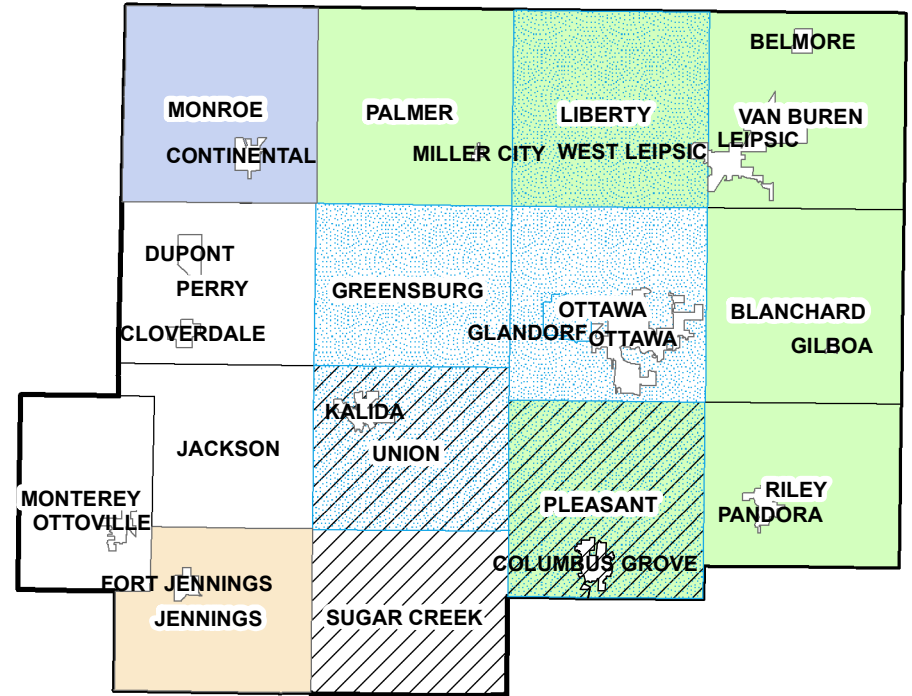 BELMORE
MONROE
PALMER
LIBERTY
VAN BUREN
LEIPSIC
CONTINENTAL
MILLER CITY
WEST LEIPSIC
DUPONT
PERRY
GREENSBURG
OTTAWA
BLANCHARD
CLOVERDALE
GLANDORF
OTTAWA
GILBOA
KALIDA
JACKSON
UNION
MONTEREY
OTTOVILLE
PLEASANT
RILEY
PANDORA
COLUMBUS GROVE
FORT JENNINGS
JENNINGS
SUGAR CREEK